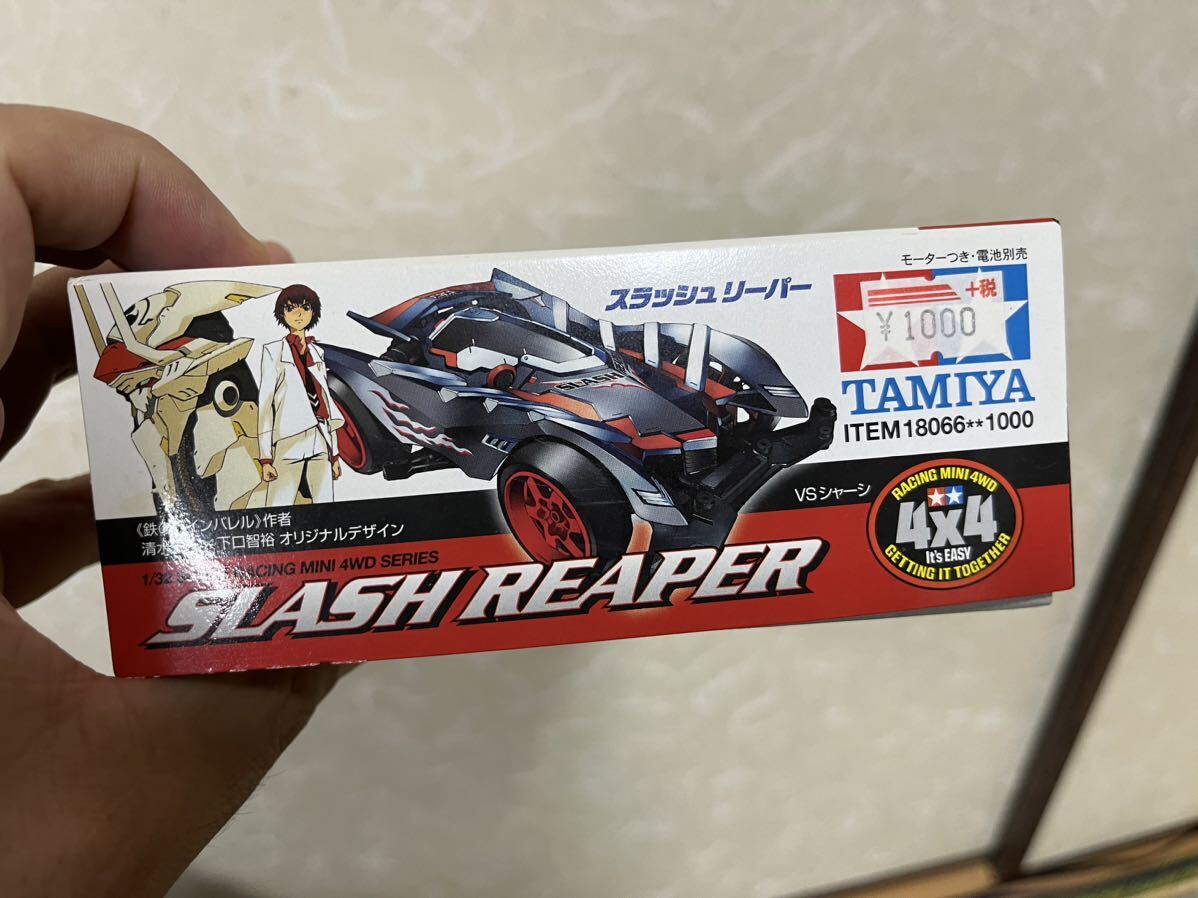 モーターつき・電池別売
スラッシュリーパー
+税
¥1000
TAMIYA
ITEM18066**1000
SLASH
VSシャーシ
RACING MINI 4WD
4x4
It's EASY
GETTING IT TOGETHER
インバレル》作者
下口智裕 オリジナルデザイン
1/32 RACING MINI 4WD SERIES
SLASH REAPER